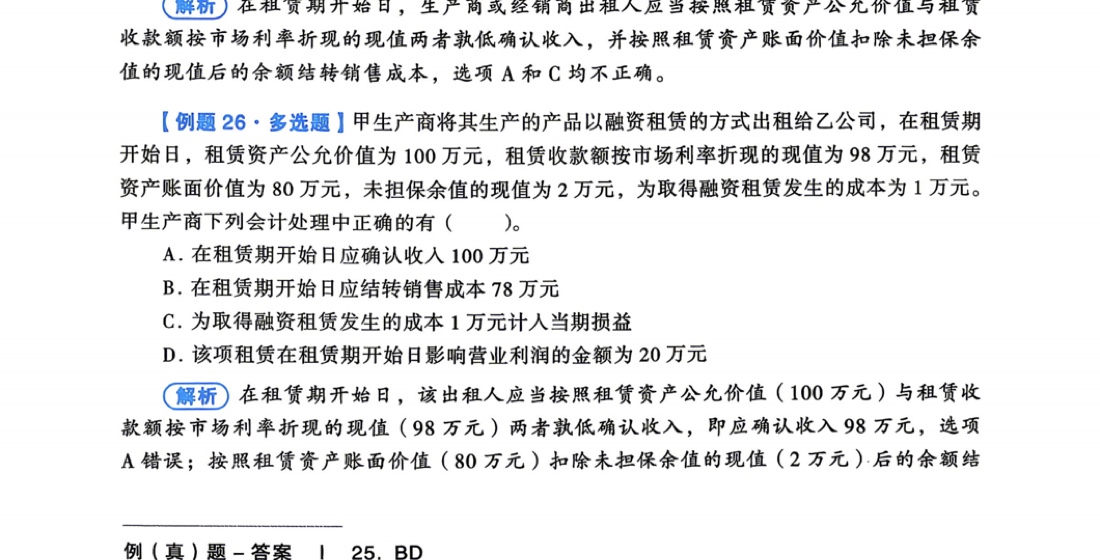 解析 在租赁期开始日，生产商或经销商出租人应当按照租赁资产公允价值与租赁
收款额按市场利率折现的现值两者孰低确认收入，并按照租赁资产账面价值扣除未担保余
值的现值后的余额结转销售成本，选项 A 和 C 均不正确。
【例题 26·多选题】甲生产商将其生产的产品以融资租赁的方式出租给乙公司，在租赁期
开始日，租赁资产公允价值为 100 万元，租赁收款额按市场利率折现的现值为 98 万元，租赁
资产账面价值为 80 万元，未担保余值的现值为 2 万元，为取得融资租赁发生的成本为 1 万元。
甲生产商下列会计处理中正确的有（　　）。
A. 在租赁期开始日应确认收入 100 万元
B. 在租赁期开始日应结转销售成本 78 万元
C. 为取得融资租赁发生的成本 1 万元计人当期损益
D. 该项租赁在租赁期开始日影响营业利润的金额为 20 万元
解析 在租赁期开始日，该出租人应当按照租赁资产公允价值（100 万元）与租赁收
款额按市场利率折现的现值（98 万元）两者孰低确认收入，即应确认收入 98 万元，选项
A 错误；按照租赁资产账面价值（80 万元）扣除未担保余值的现值（2 万元）后的余额结
例（真）题－答案 | 25. BD